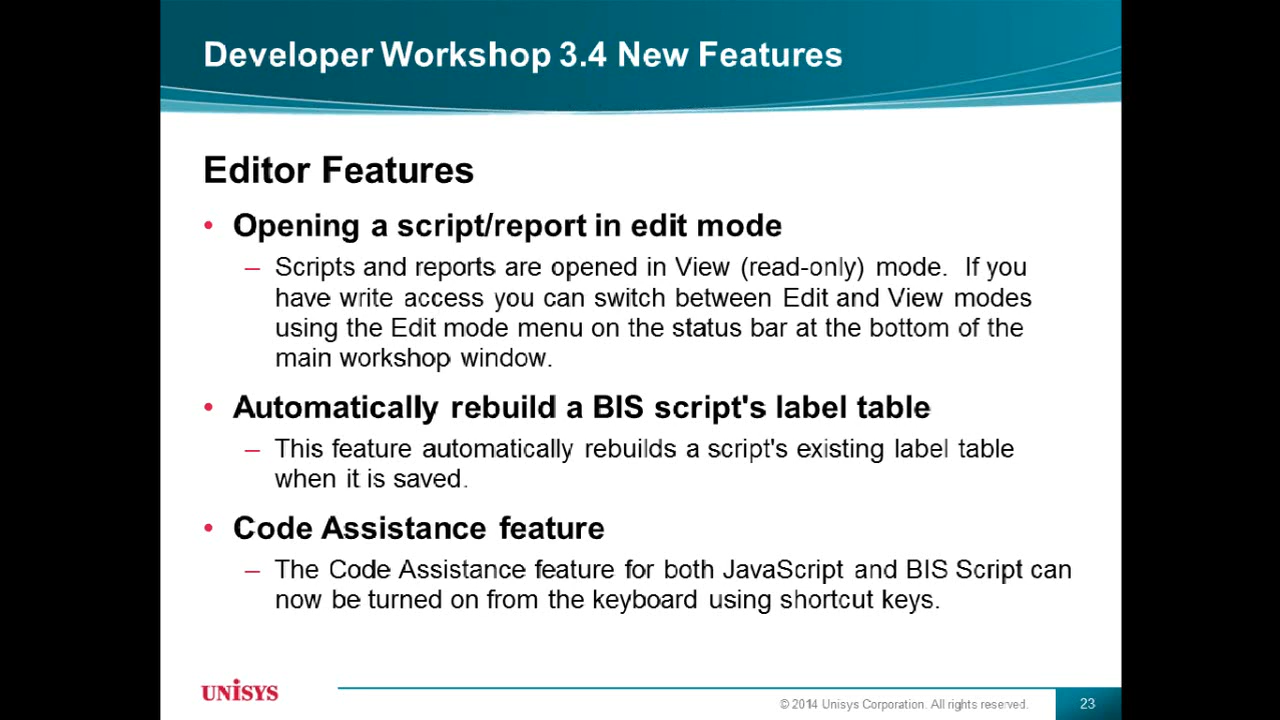 Developer Workshop 3.4 New Features
Editor Features
• Opening a script/report in edit mode
– Scripts and reports are opened in View (read-only) mode.  If you
have write access you can switch between Edit and View modes
using the Edit mode menu on the status bar at the bottom of the
main workshop window.
• Automatically rebuild a BIS script's label table
– This feature automatically rebuilds a script's existing label table
when it is saved.
• Code Assistance feature
– The Code Assistance feature for both JavaScript and BIS Script can
now be turned on from the keyboard using shortcut keys.
UNISYS
© 2014 Unisys Corporation. All rights reserved.
23